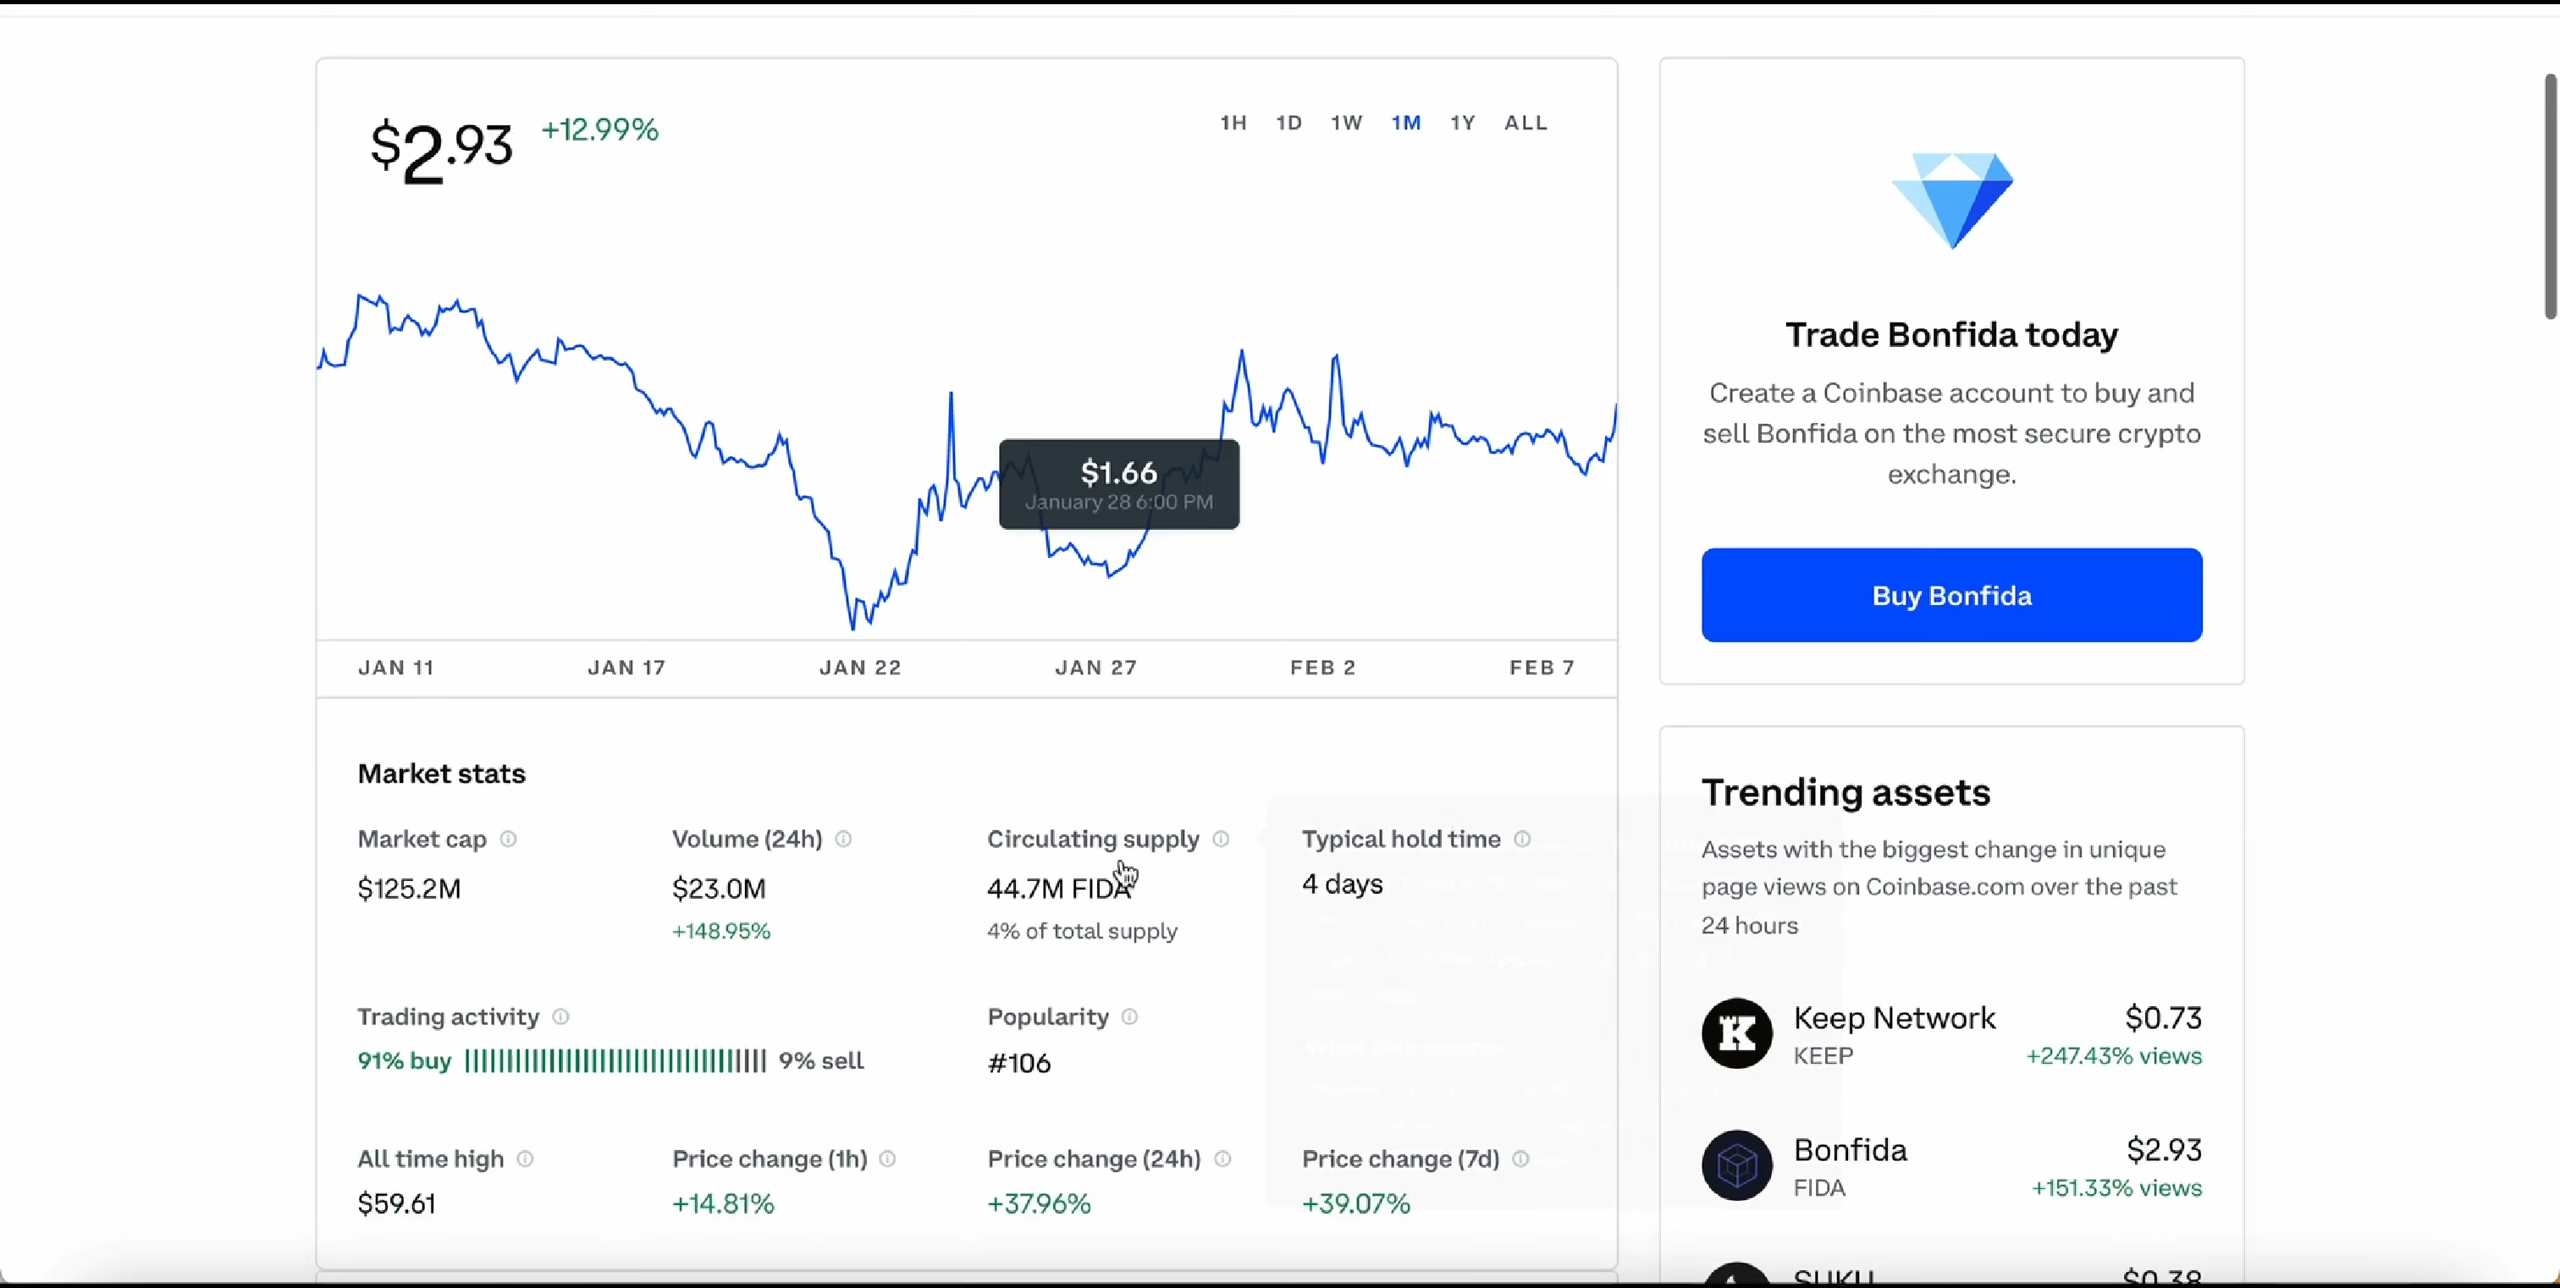 $2.93 +12.99%
1H 1D 1W 1M 1Y ALL
$1.66
January 28 6:00 PM
JAN 11 JAN 17 JAN 22 JAN 27 FEB 2 FEB 7
Market stats
Market cap Volume (24h) Circulating supply Typical hold time
$125.2M $23.0M 44.7M FIDA 4 days
+148.95% 4% of total supply
Trading activity Popularity
91% buy 9% sell #106
All time high Price change (1h) Price change (24h) Price change (7d)
$59.61 +14.81% +37.96% +39.07%
Trade Bonfida today
Create a Coinbase account to buy and
sell Bonfida on the most secure crypto
exchange.
Buy Bonfida
Trending assets
Assets with the biggest change in unique
page views on Coinbase.com over the past
24 hours
K
Keep Network $0.73
KEEP +247.43% views
Bonfida $2.93
FIDA +151.33% views
SUKU $0.38